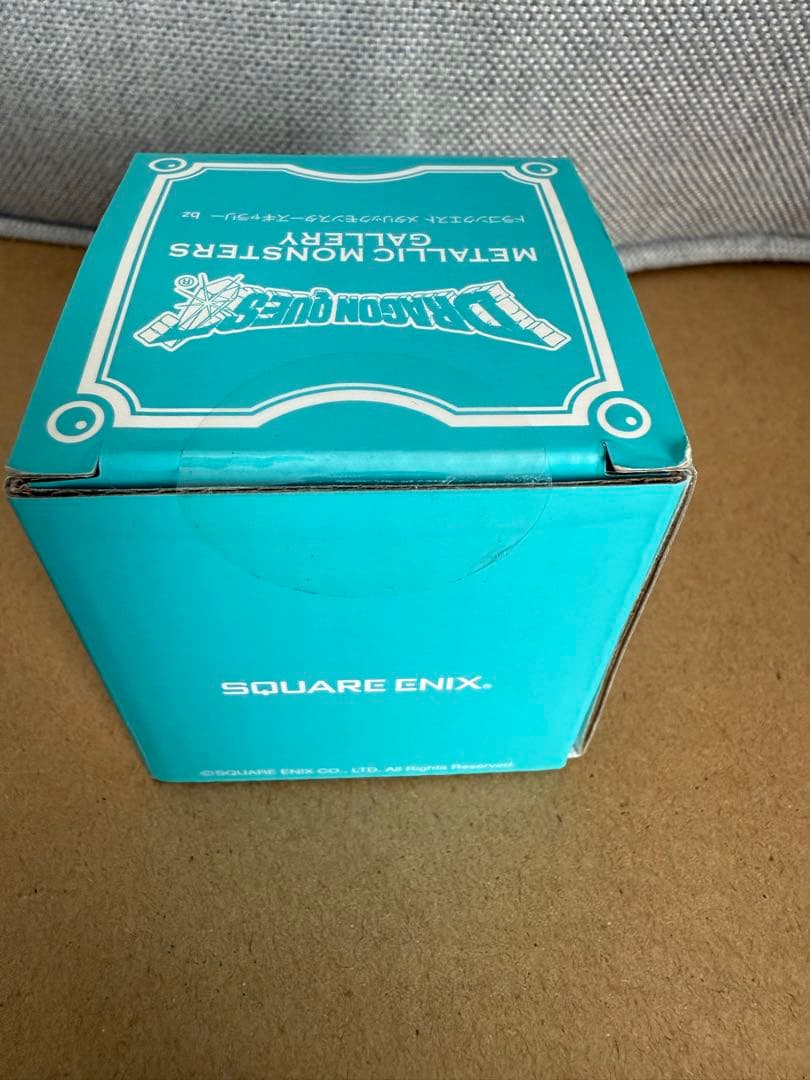 DRAGON QUEST®
METALLIC MONSTERS
GALLERY
ドラゴンクエスト メタリックモンスターズギャラリー bz
SQUARE ENIX®
©SQUARE ENIX CO., LTD. All Rights Reserved.